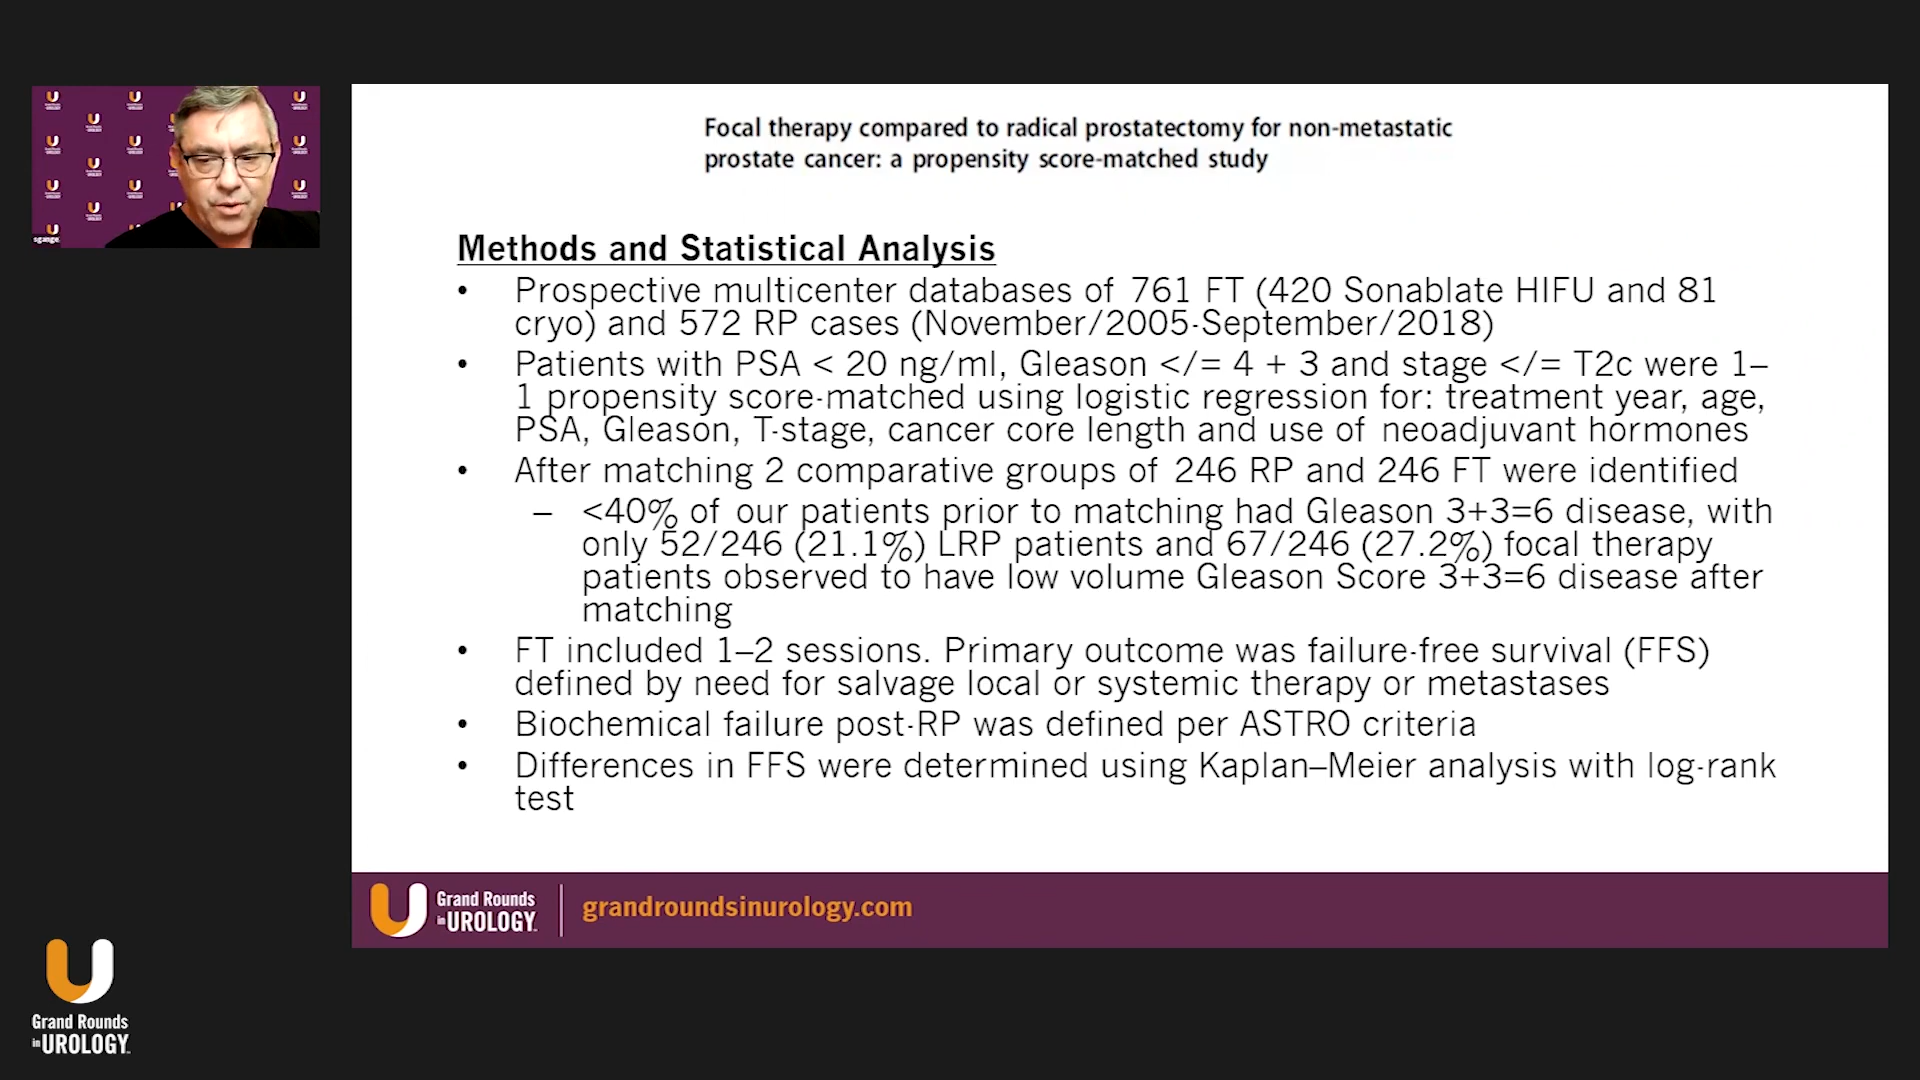 sgange
Focal therapy compared to radical prostatectomy for non-metastatic
prostate cancer: a propensity score-matched study
Methods and Statistical Analysis
• Prospective multicenter databases of 761 FT (420 Sonablate HIFU and 81
cryo) and 572 RP cases (November/2005-September/2018)
• Patients with PSA < 20 ng/ml, Gleason </= 4 + 3 and stage </= T2c were 1–
1 propensity score-matched using logistic regression for: treatment year, age,
PSA, Gleason, T-stage, cancer core length and use of neoadjuvant hormones
• After matching 2 comparative groups of 246 RP and 246 FT were identified
– <40% of our patients prior to matching had Gleason 3+3=6 disease, with
only 52/246 (21.1%) LRP patients and 67/246 (27.2%) focal therapy
patients observed to have low volume Gleason Score 3+3=6 disease after
matching
• FT included 1–2 sessions. Primary outcome was failure-free survival (FFS)
defined by need for salvage local or systemic therapy or metastases
• Biochemical failure post-RP was defined per ASTRO criteria
• Differences in FFS were determined using Kaplan–Meier analysis with log-rank
test
Grand Rounds
in UROLOGY
grandroundsinurology.com
Grand Rounds
in UROLOGY